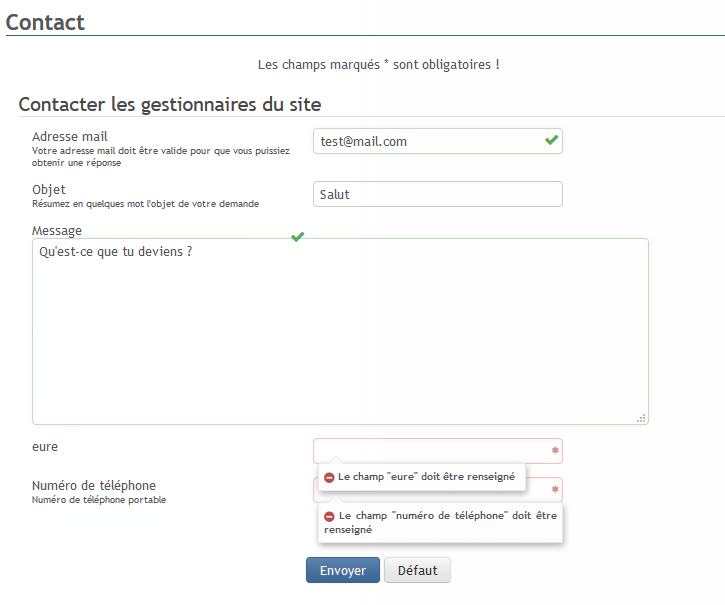 Contact
Les champs marqués * sont obligatoires !
Contacter les gestionnaires du site
Adresse mail
Votre adresse mail doit être valide pour que vous puissiez
obtenir une réponse
test@mail.com
Objet
Résumez en quelques mot l'objet de votre demande
Salut
Message
Qu'est-ce que tu deviens ?
eure
*
Le champ "eure" doit être renseigné
Numéro de téléphone
Numéro de téléphone portable
*
Le champ "numéro de téléphone" doit être
renseigné
Envoyer
Défaut